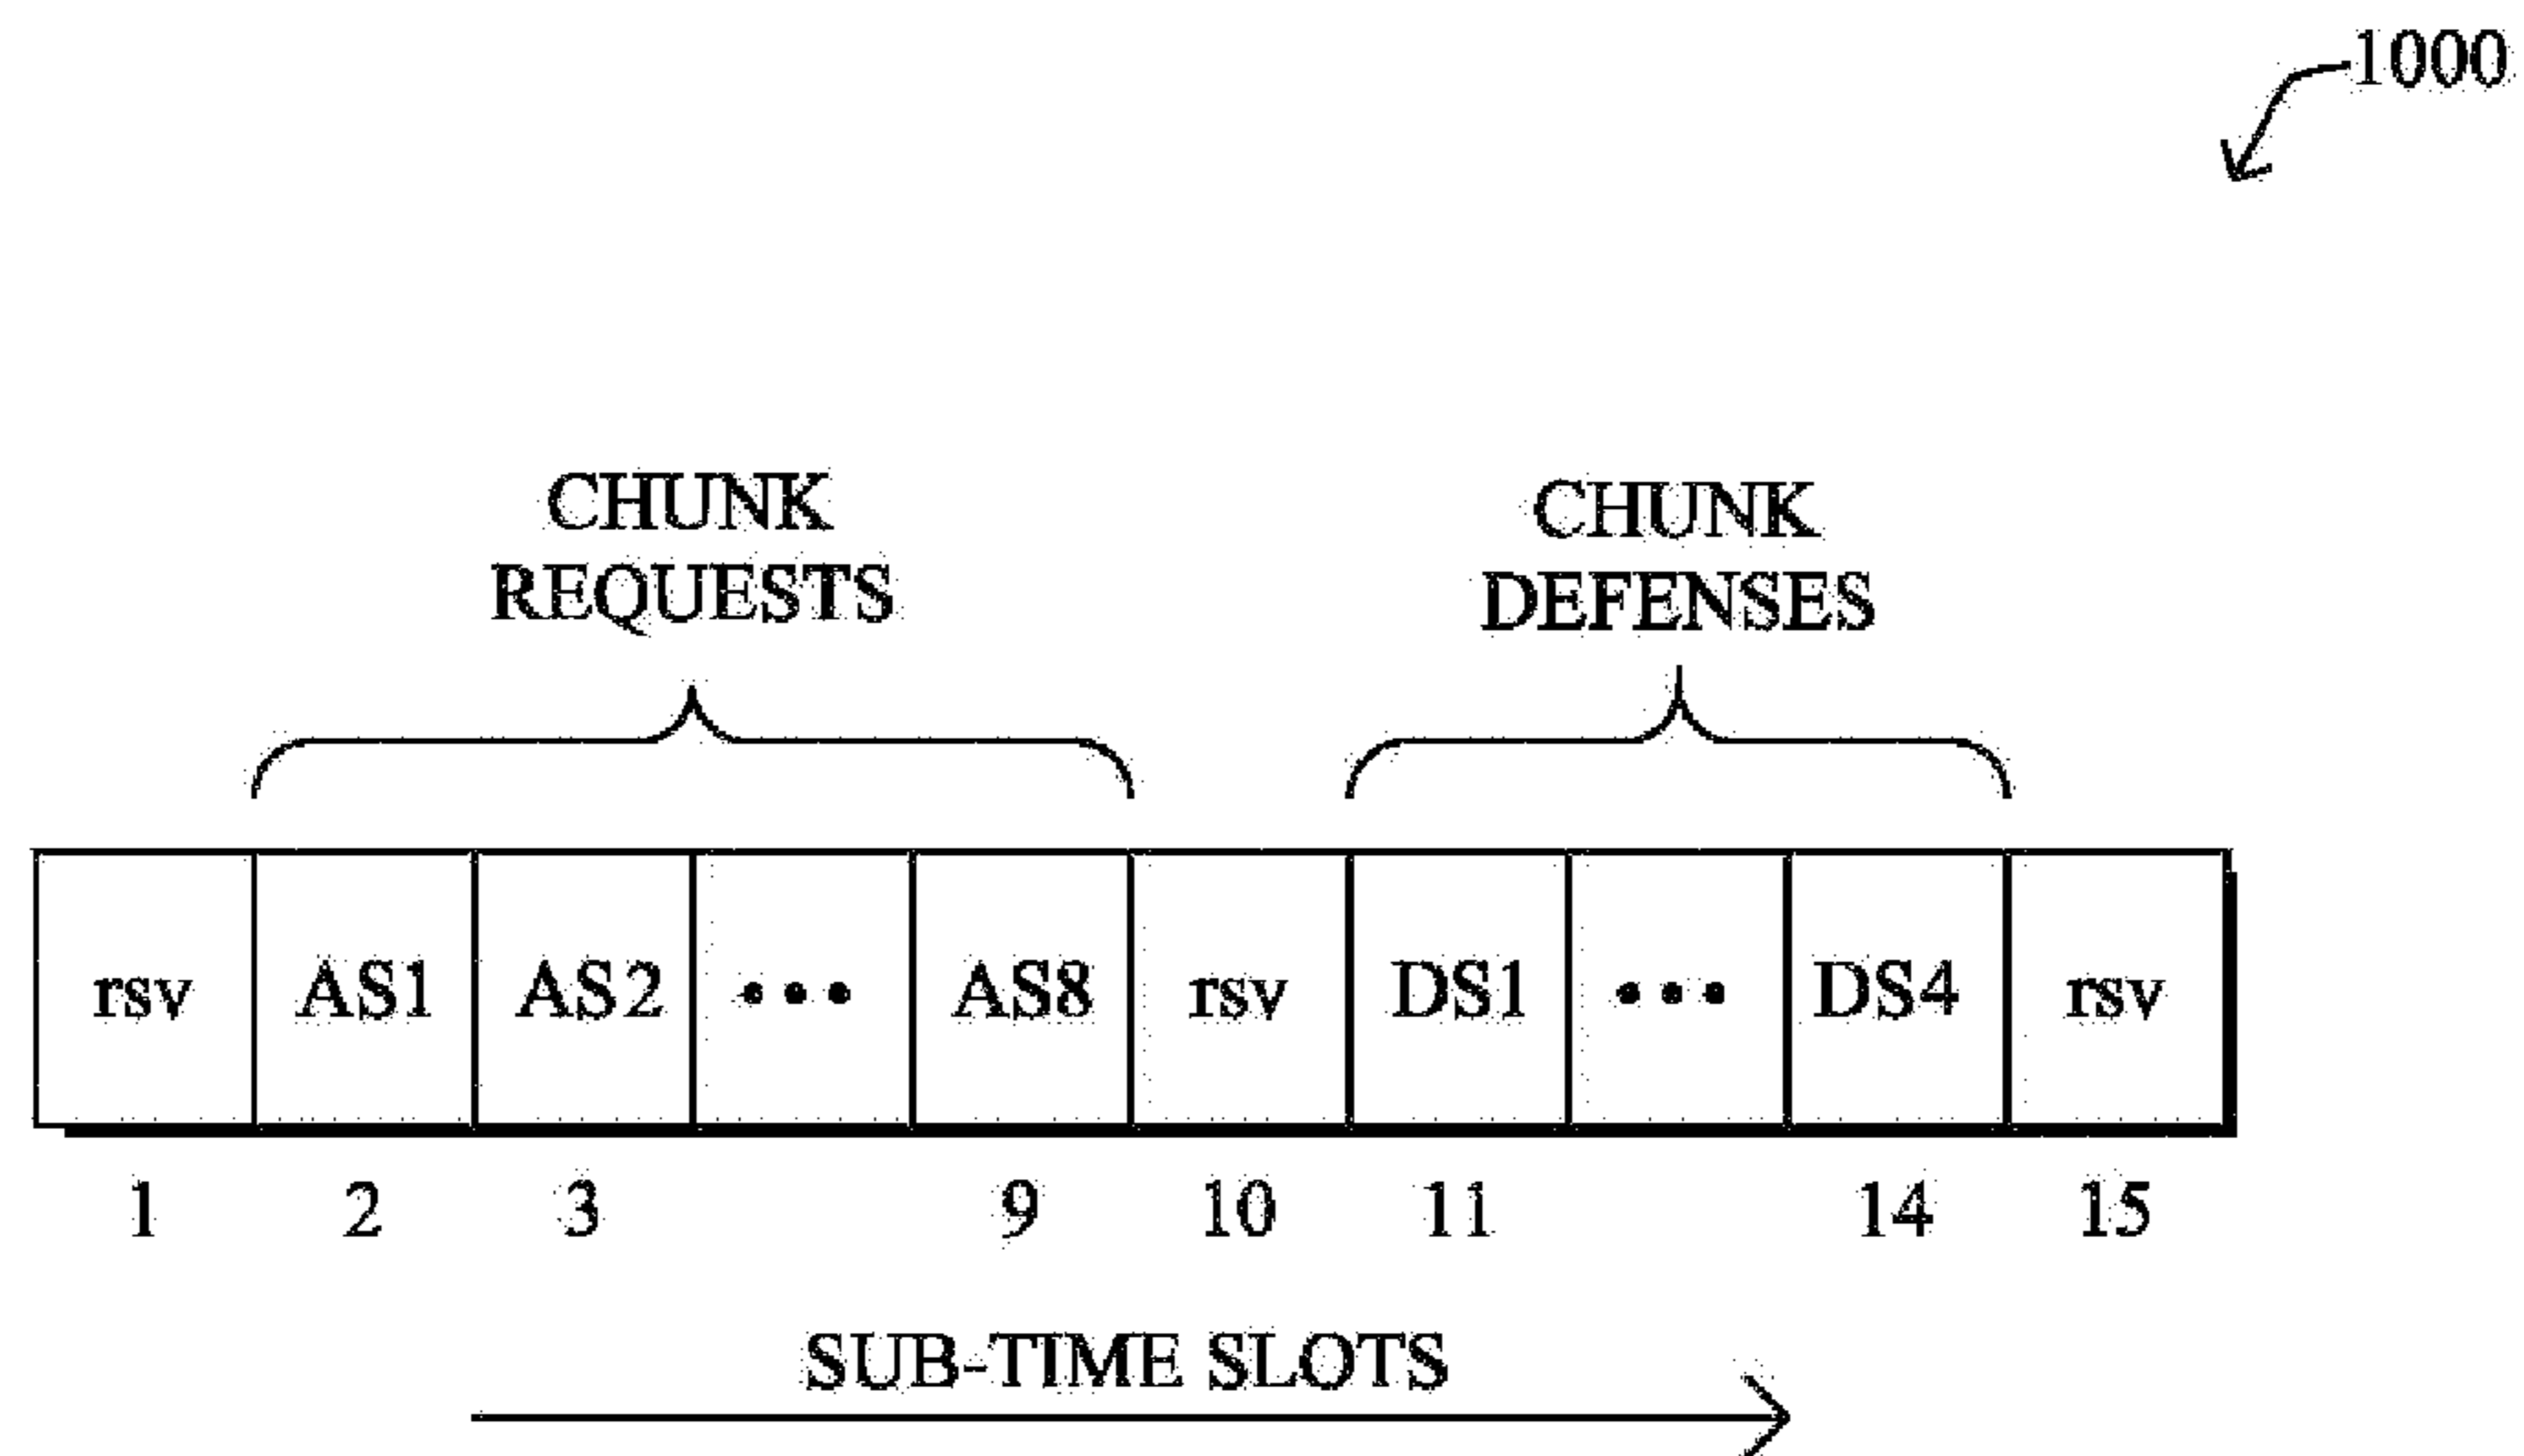 1000
CHUNK
REQUESTS
CHUNK
DEFENSES
rsv AS1 AS2 ••• AS8 rsv DS1 ••• DS4 rsv
1 2 3 9 10 11 14 15
SUB-TIME SLOTS